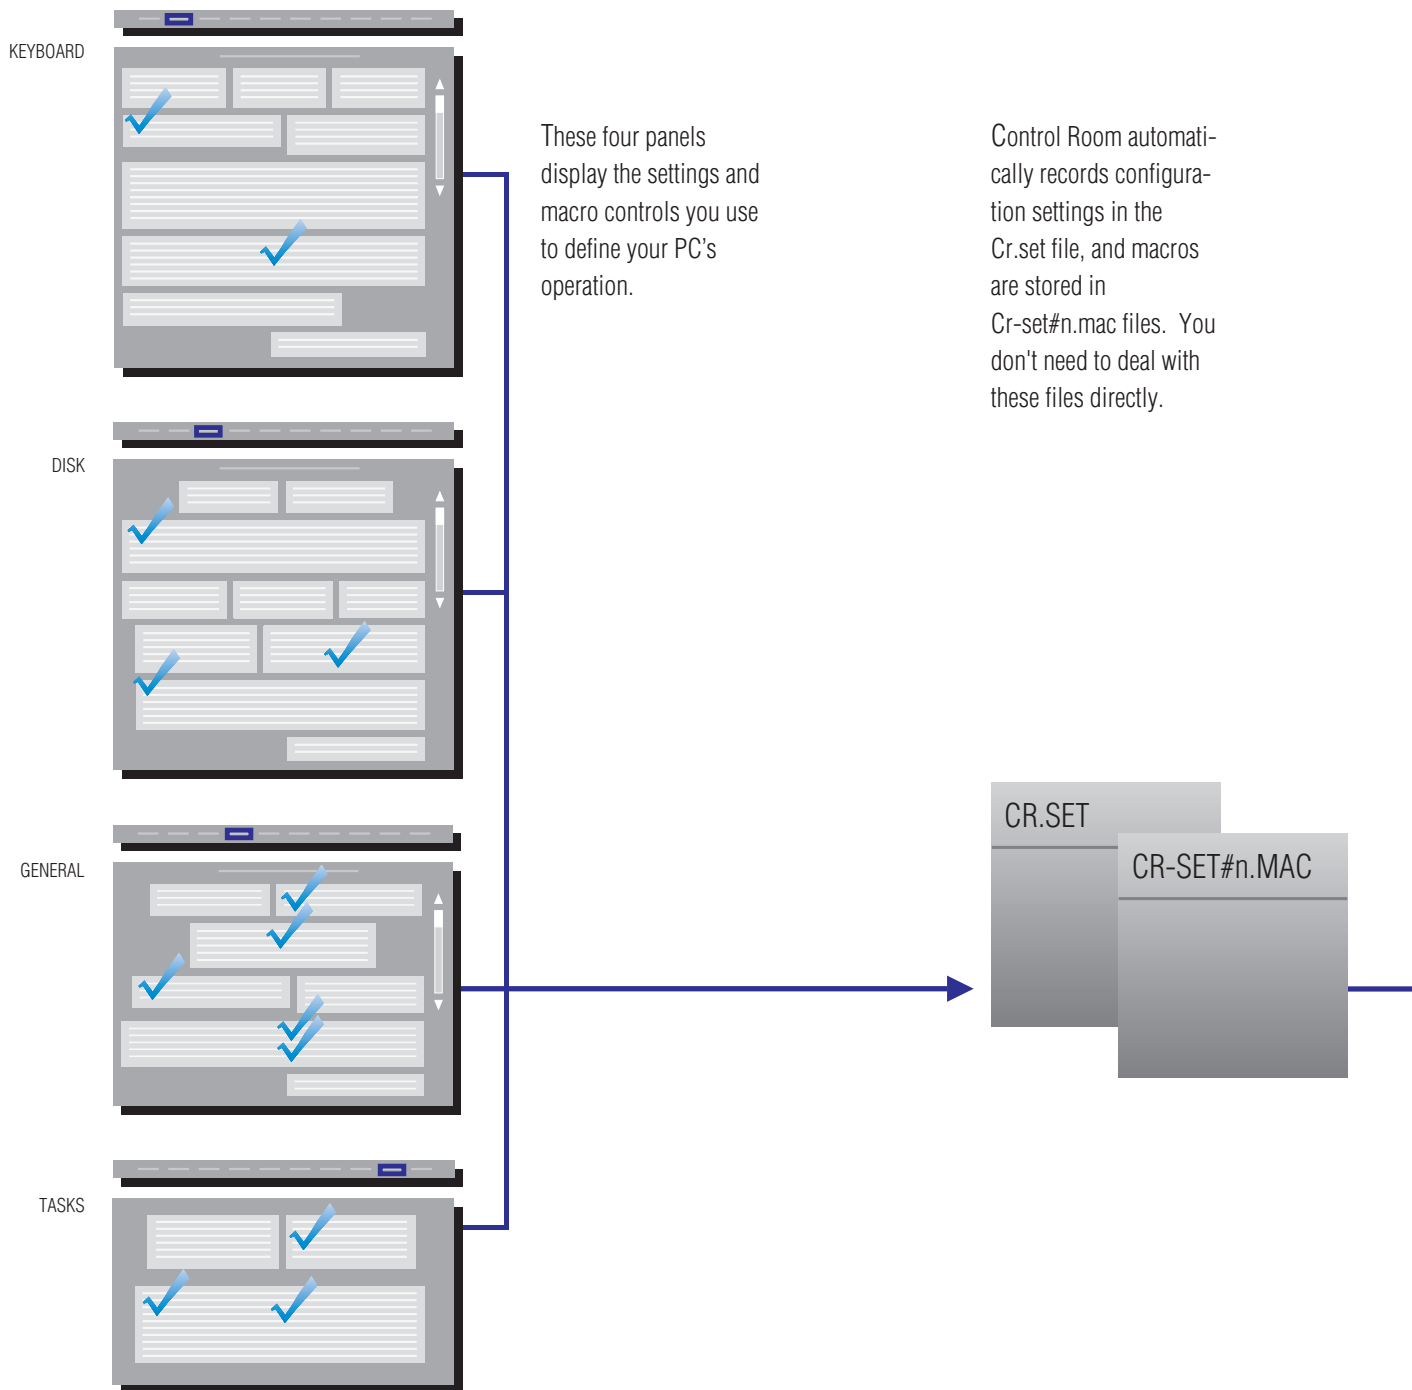 KEYBOARD
These four panels
display the settings and
macro controls you use
to define your PC’s
operation.
Control Room automati-
cally records configura-
tion settings in the
Cr.set file, and macros
are stored in
Cr-set#n.mac files.  You
don't need to deal with
these files directly.
DISK
GENERAL
TASKS
CR.SET
CR-SET#n.MAC